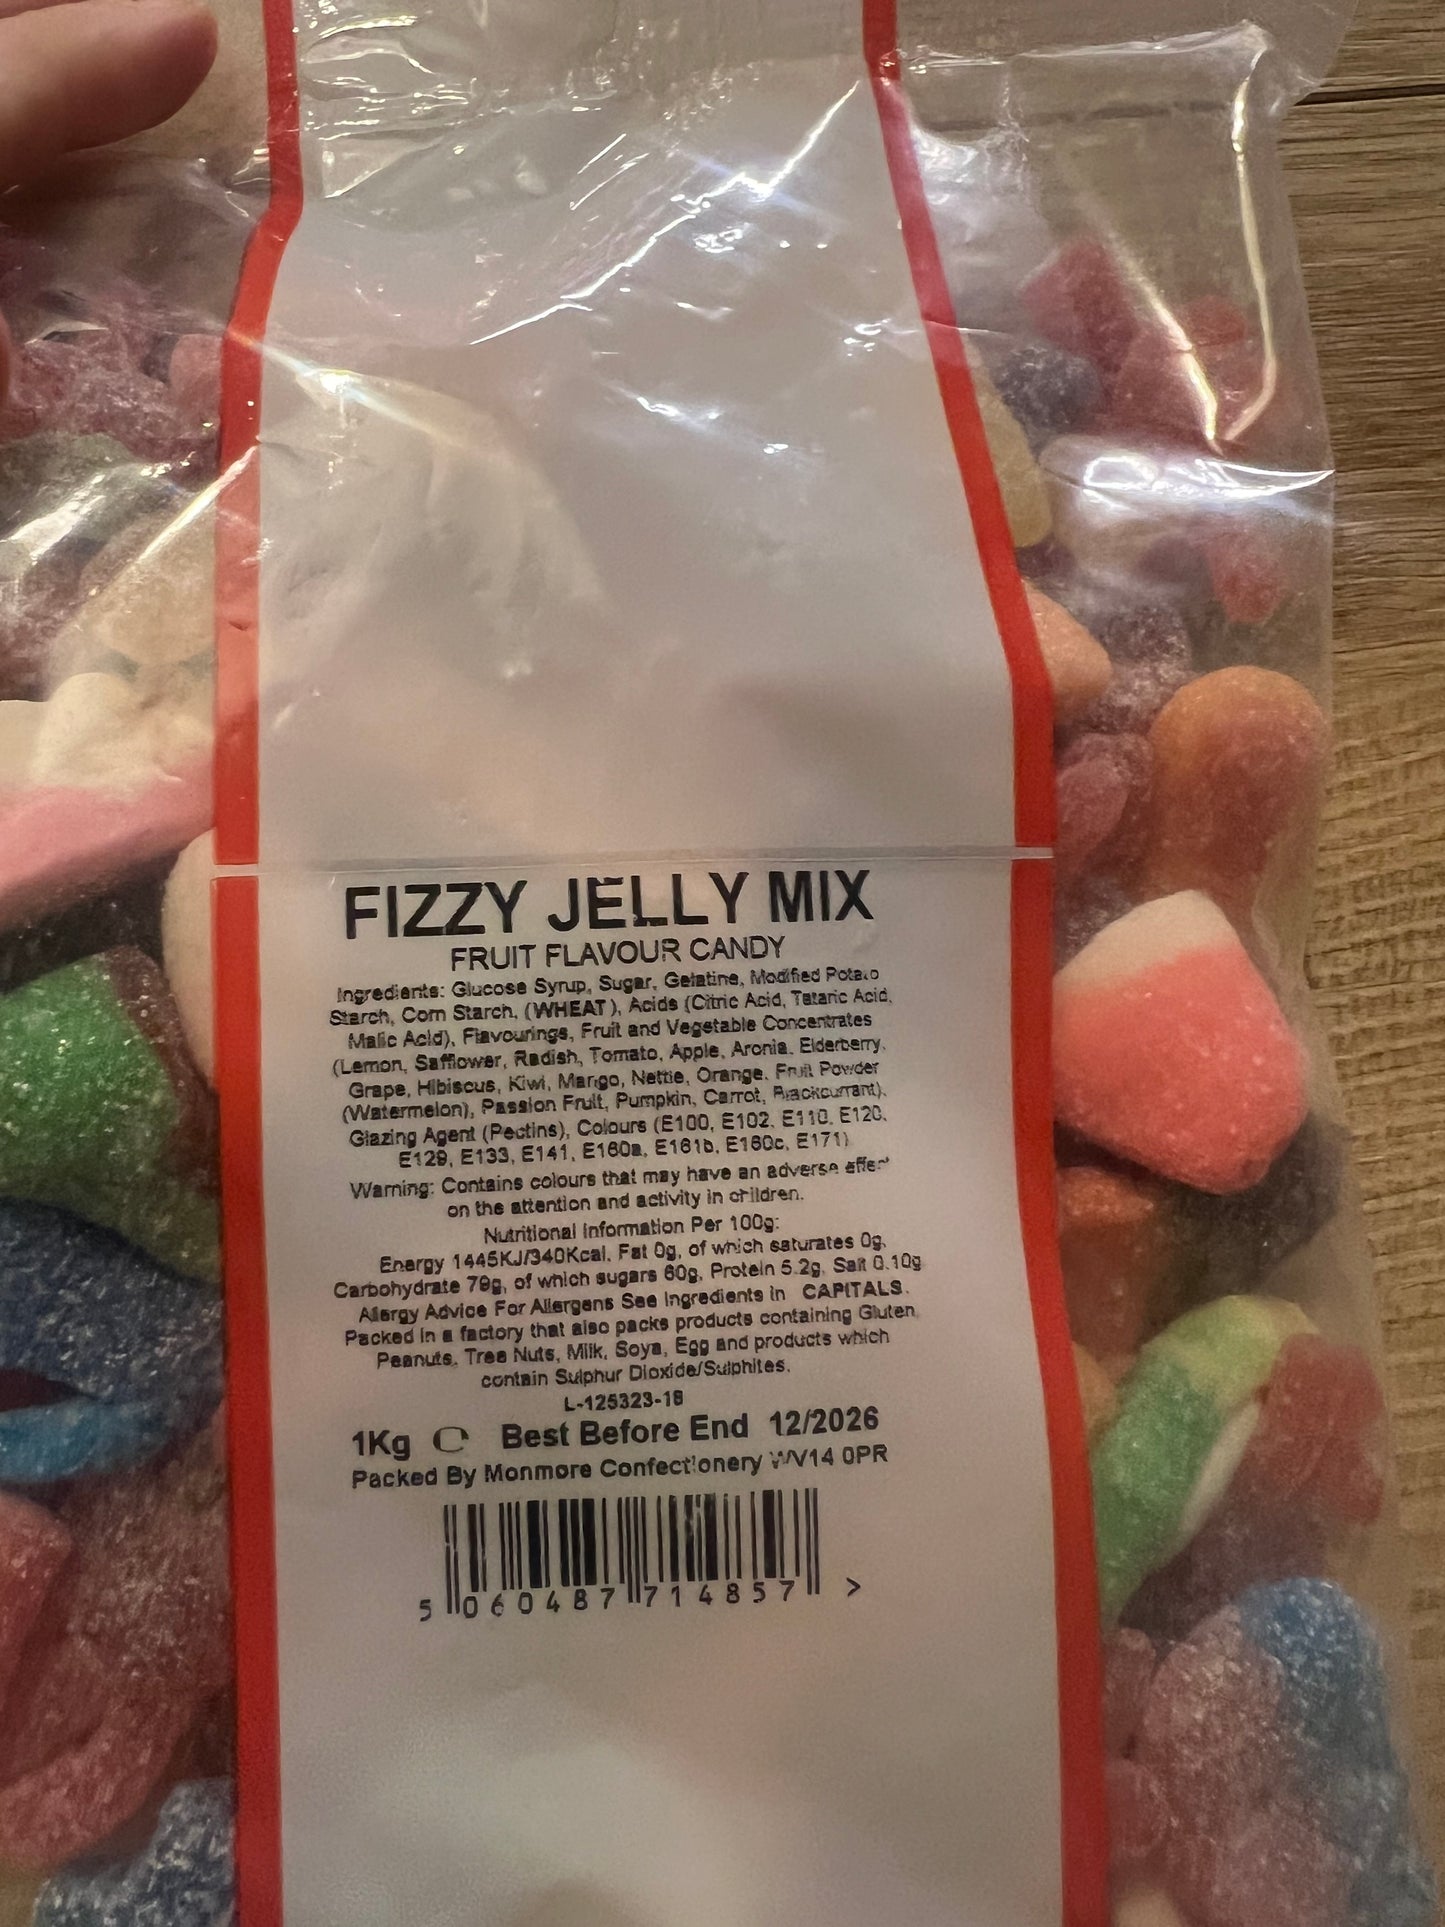 FIZZY JELLY MIX
FRUIT FLAVOUR CANDY
Ingredients: Glucose Syrup, Sugar, Gelatine, Modified Potato
Starch, Corn Starch, (WHEAT), Acids (Citric Acid, Tataric Acid,
Malic Acid), Flavourings, Fruit and Vegetable Concentrates
(Lemon, Safflower, Radish, Tomato, Apple, Aronia, Elderberry,
Grape, Hibiscus, Kiwi, Mango, Nettle, Orange, Fruit Powder
(Watermelon), Passion Fruit, Pumpkin, Carrot, Blackcurrant),
Glazing Agent (Pectins), Colours (E100, E102, E110, E120,
E129, E133, E141, E160a, E161b, E160c, E171)
Warning: Contains colours that may have an adverse effect
on the attention and activity in children.
Nutritional Information Per 100g:
Energy 1445KJ/340Kcal, Fat 0g, of which saturates 0g,
Carbohydrate 79g, of which sugars 60g, Protein 5.2g, Salt 0.10g
Allergy Advice For Allergens See Ingredients in CAPITALS.
Packed in a factory that also packs products containing Gluten,
Peanuts, Tree Nuts, Milk, Soya, Egg and products which
contain Sulphur Dioxide/Sulphites.
L-125323-18
1Kg e Best Before End 12/2026
Packed By Monmore Confectionery WV14 0PR
5 060487 714857 >